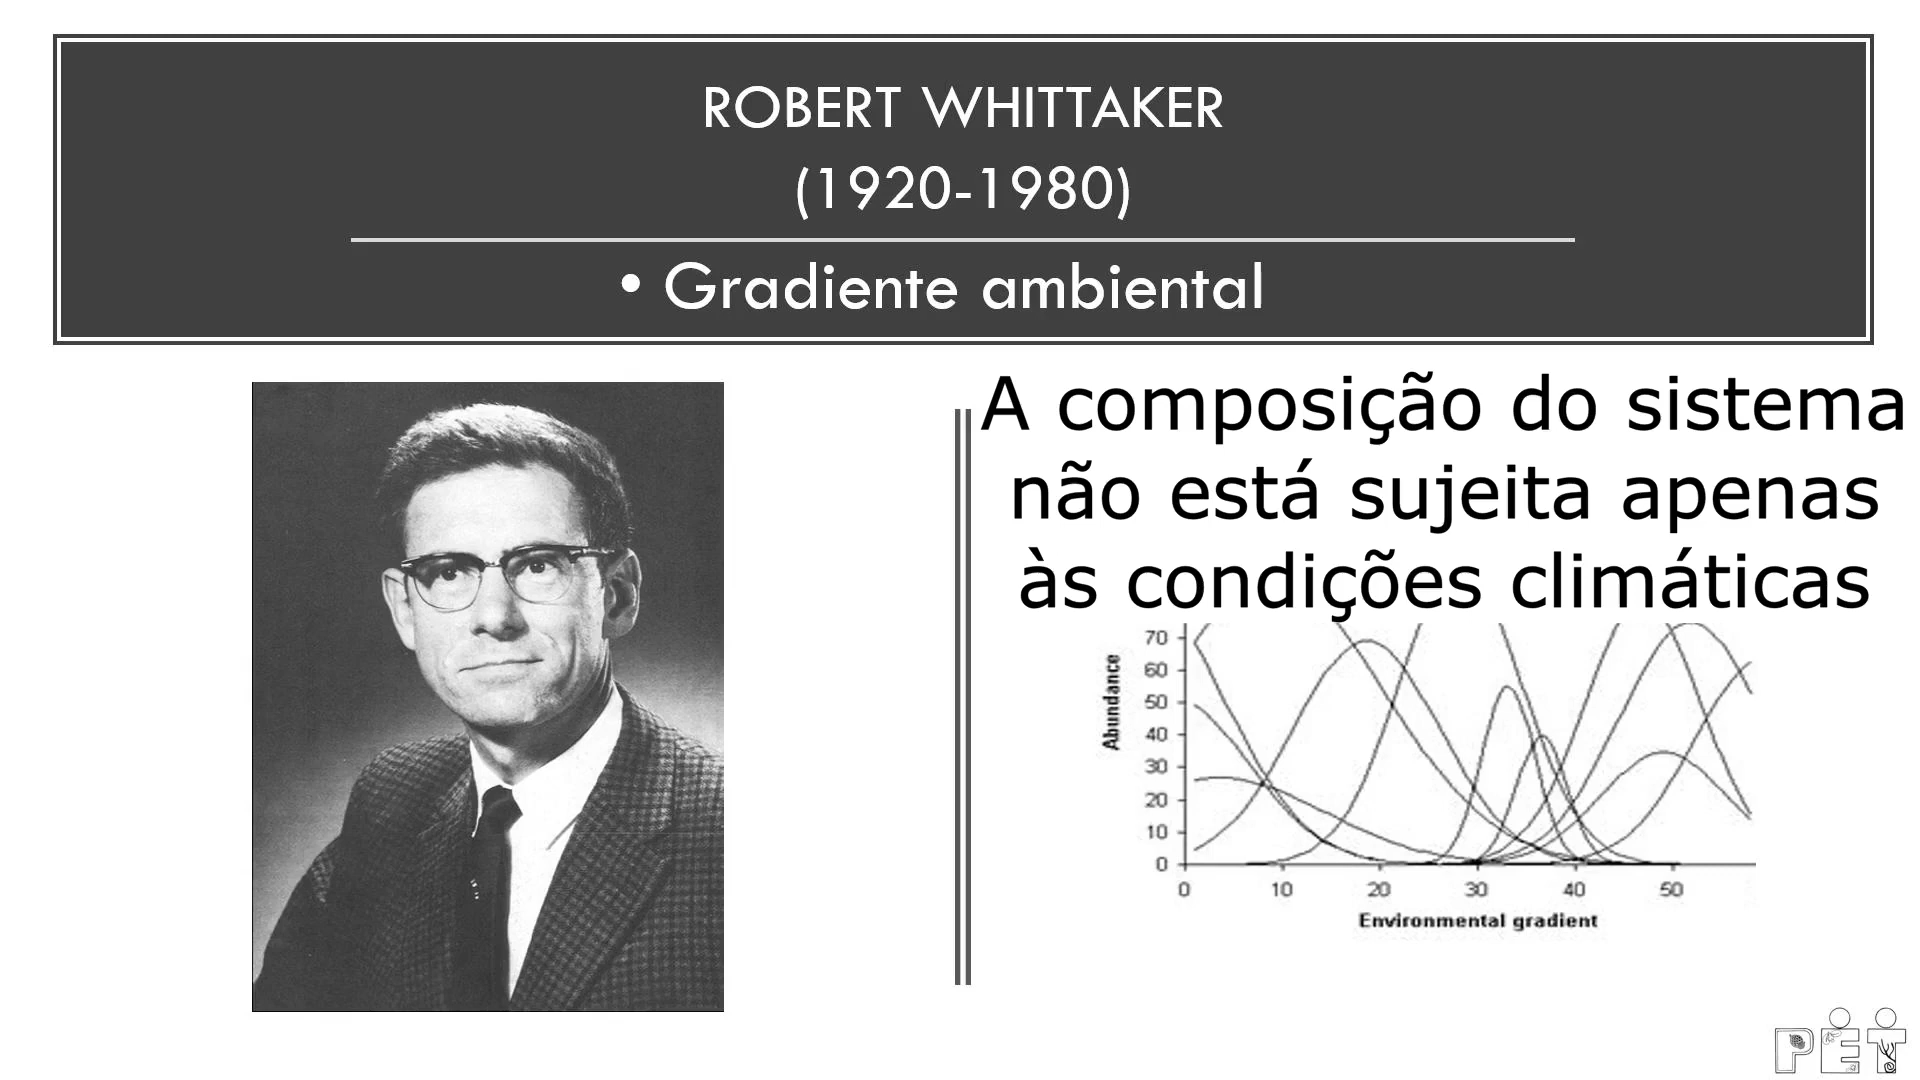 ROBERT WHITTAKER
(1920-1980)
• Gradiente ambiental
A composição do sistema
não está sujeita apenas
às condições climáticas
Abundance
70
60
50
40
30
20
10
0
0 10 20 30 40 50
Environmental gradient
PET